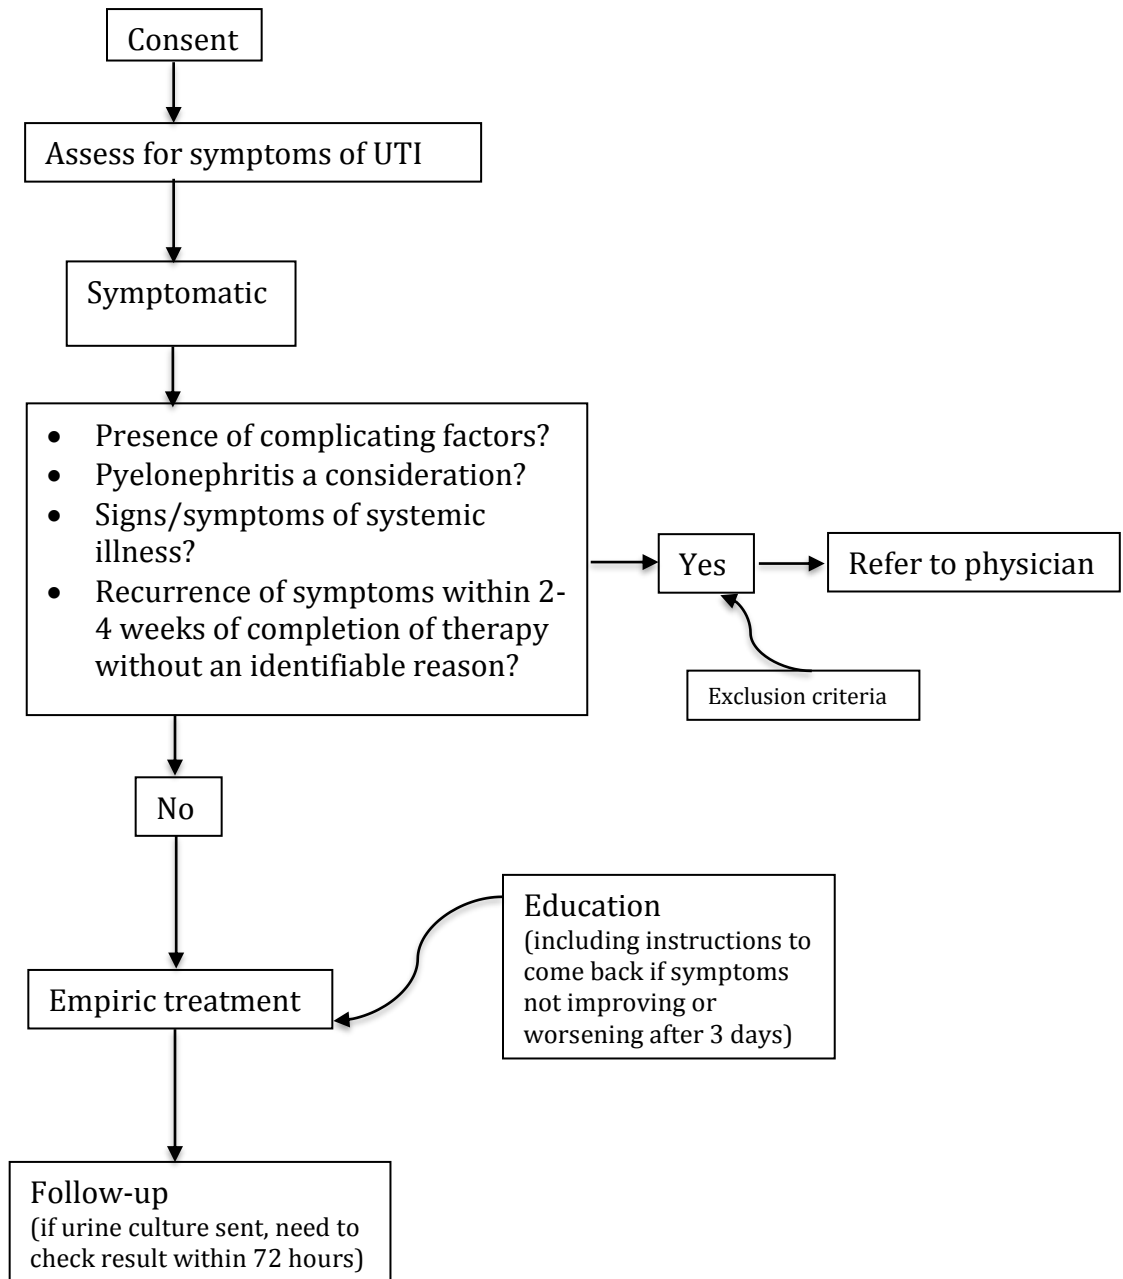 Consent
Assess for symptoms of UTI
Symptomatic
• Presence of complicating factors?
• Pyelonephritis a consideration?
• Signs/symptoms of systemic
illness?
• Recurrence of symptoms within 2-
4 weeks of completion of therapy
without an identifiable reason?
Yes
Refer to physician
Exclusion criteria
No
Education
(including instructions to
come back if symptoms
not improving or
worsening after 3 days)
Empiric treatment
Follow-up
(if urine culture sent, need to
check result within 72 hours)